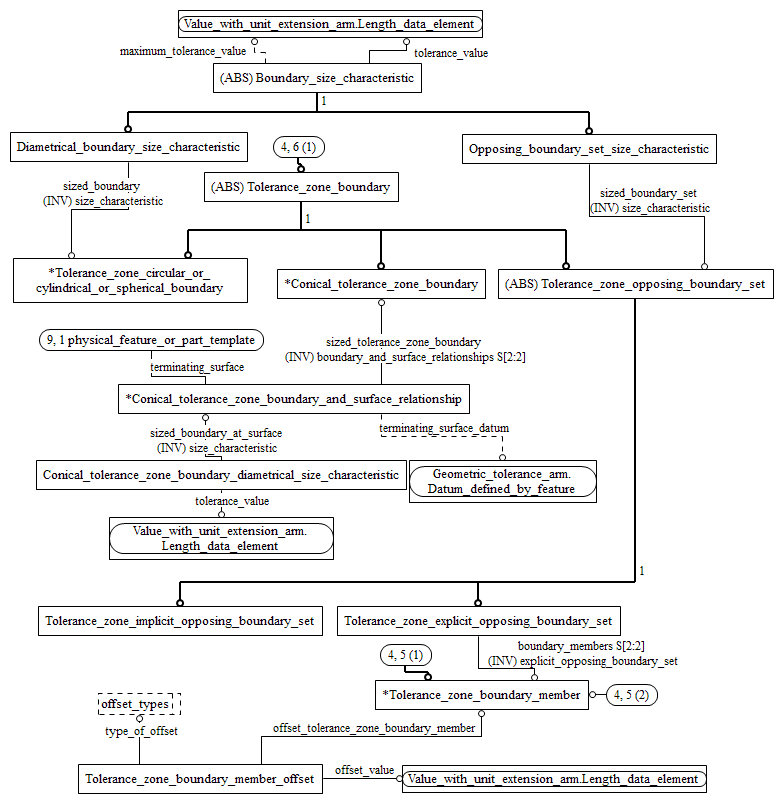 Value_with_unit_extension_arm.Length_data_element
maximum_tolerance_value
tolerance_value
(ABS) Boundary_size_characteristic
1
Diametrical_boundary_size_characteristic
4, 6 (1)
Opposing_boundary_set_size_characteristic
(ABS) Tolerance_zone_boundary
sized_boundary
(INV) size_characteristic
sized_boundary_set
(INV) size_characteristic
1
*Tolerance_zone_circular_or_
cylindrical_or_spherical_boundary
*Conical_tolerance_zone_boundary
(ABS) Tolerance_zone_opposing_boundary_set
9, 1 physical_feature_or_part_template
sized_tolerance_zone_boundary
(INV) boundary_and_surface_relationships S[2:2]
terminating_surface
*Conical_tolerance_zone_boundary_and_surface_relationship
sized_boundary_at_surface
(INV) size_characteristic
terminating_surface_datum
Conical_tolerance_zone_boundary_diametrical_size_characteristic
Geometric_tolerance_arm.
Datum_defined_by_feature
tolerance_value
Value_with_unit_extension_arm.
Length_data_element
1
Tolerance_zone_implicit_opposing_boundary_set
Tolerance_zone_explicit_opposing_boundary_set
boundary_members S[2:2]
(INV) explicit_opposing_boundary_set
4, 5 (1)
*Tolerance_zone_boundary_member
4, 5 (2)
offset_types
type_of_offset
offset_tolerance_zone_boundary_member
Tolerance_zone_boundary_member_offset
offset_value
Value_with_unit_extension_arm.Length_data_element